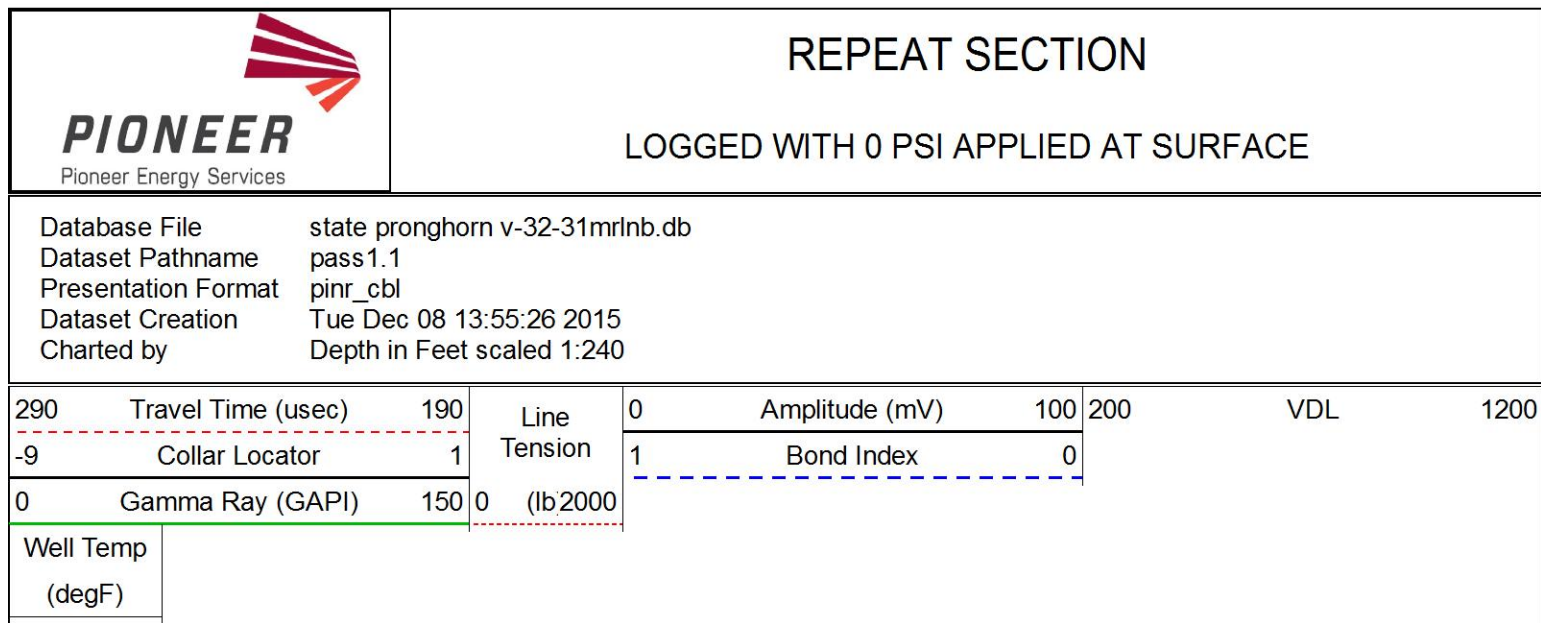 PIONEER
Pioneer Energy Services
REPEAT SECTION
LOGGED WITH 0 PSI APPLIED AT SURFACE
Database File state pronghorn v-32-31mrlnb.db
Dataset Pathname pass1.1
Presentation Format pinr_cbl
Dataset Creation Tue Dec 08 13:55:26 2015
Charted by Depth in Feet scaled 1:240
290 Travel Time (usec) 190
-9 Collar Locator 1
0 Gamma Ray (GAPI) 150
Well Temp
(degF)
Line
Tension
0 (lb 2000
0 Amplitude (mV) 100
1 Bond Index 0
200 VDL 1200